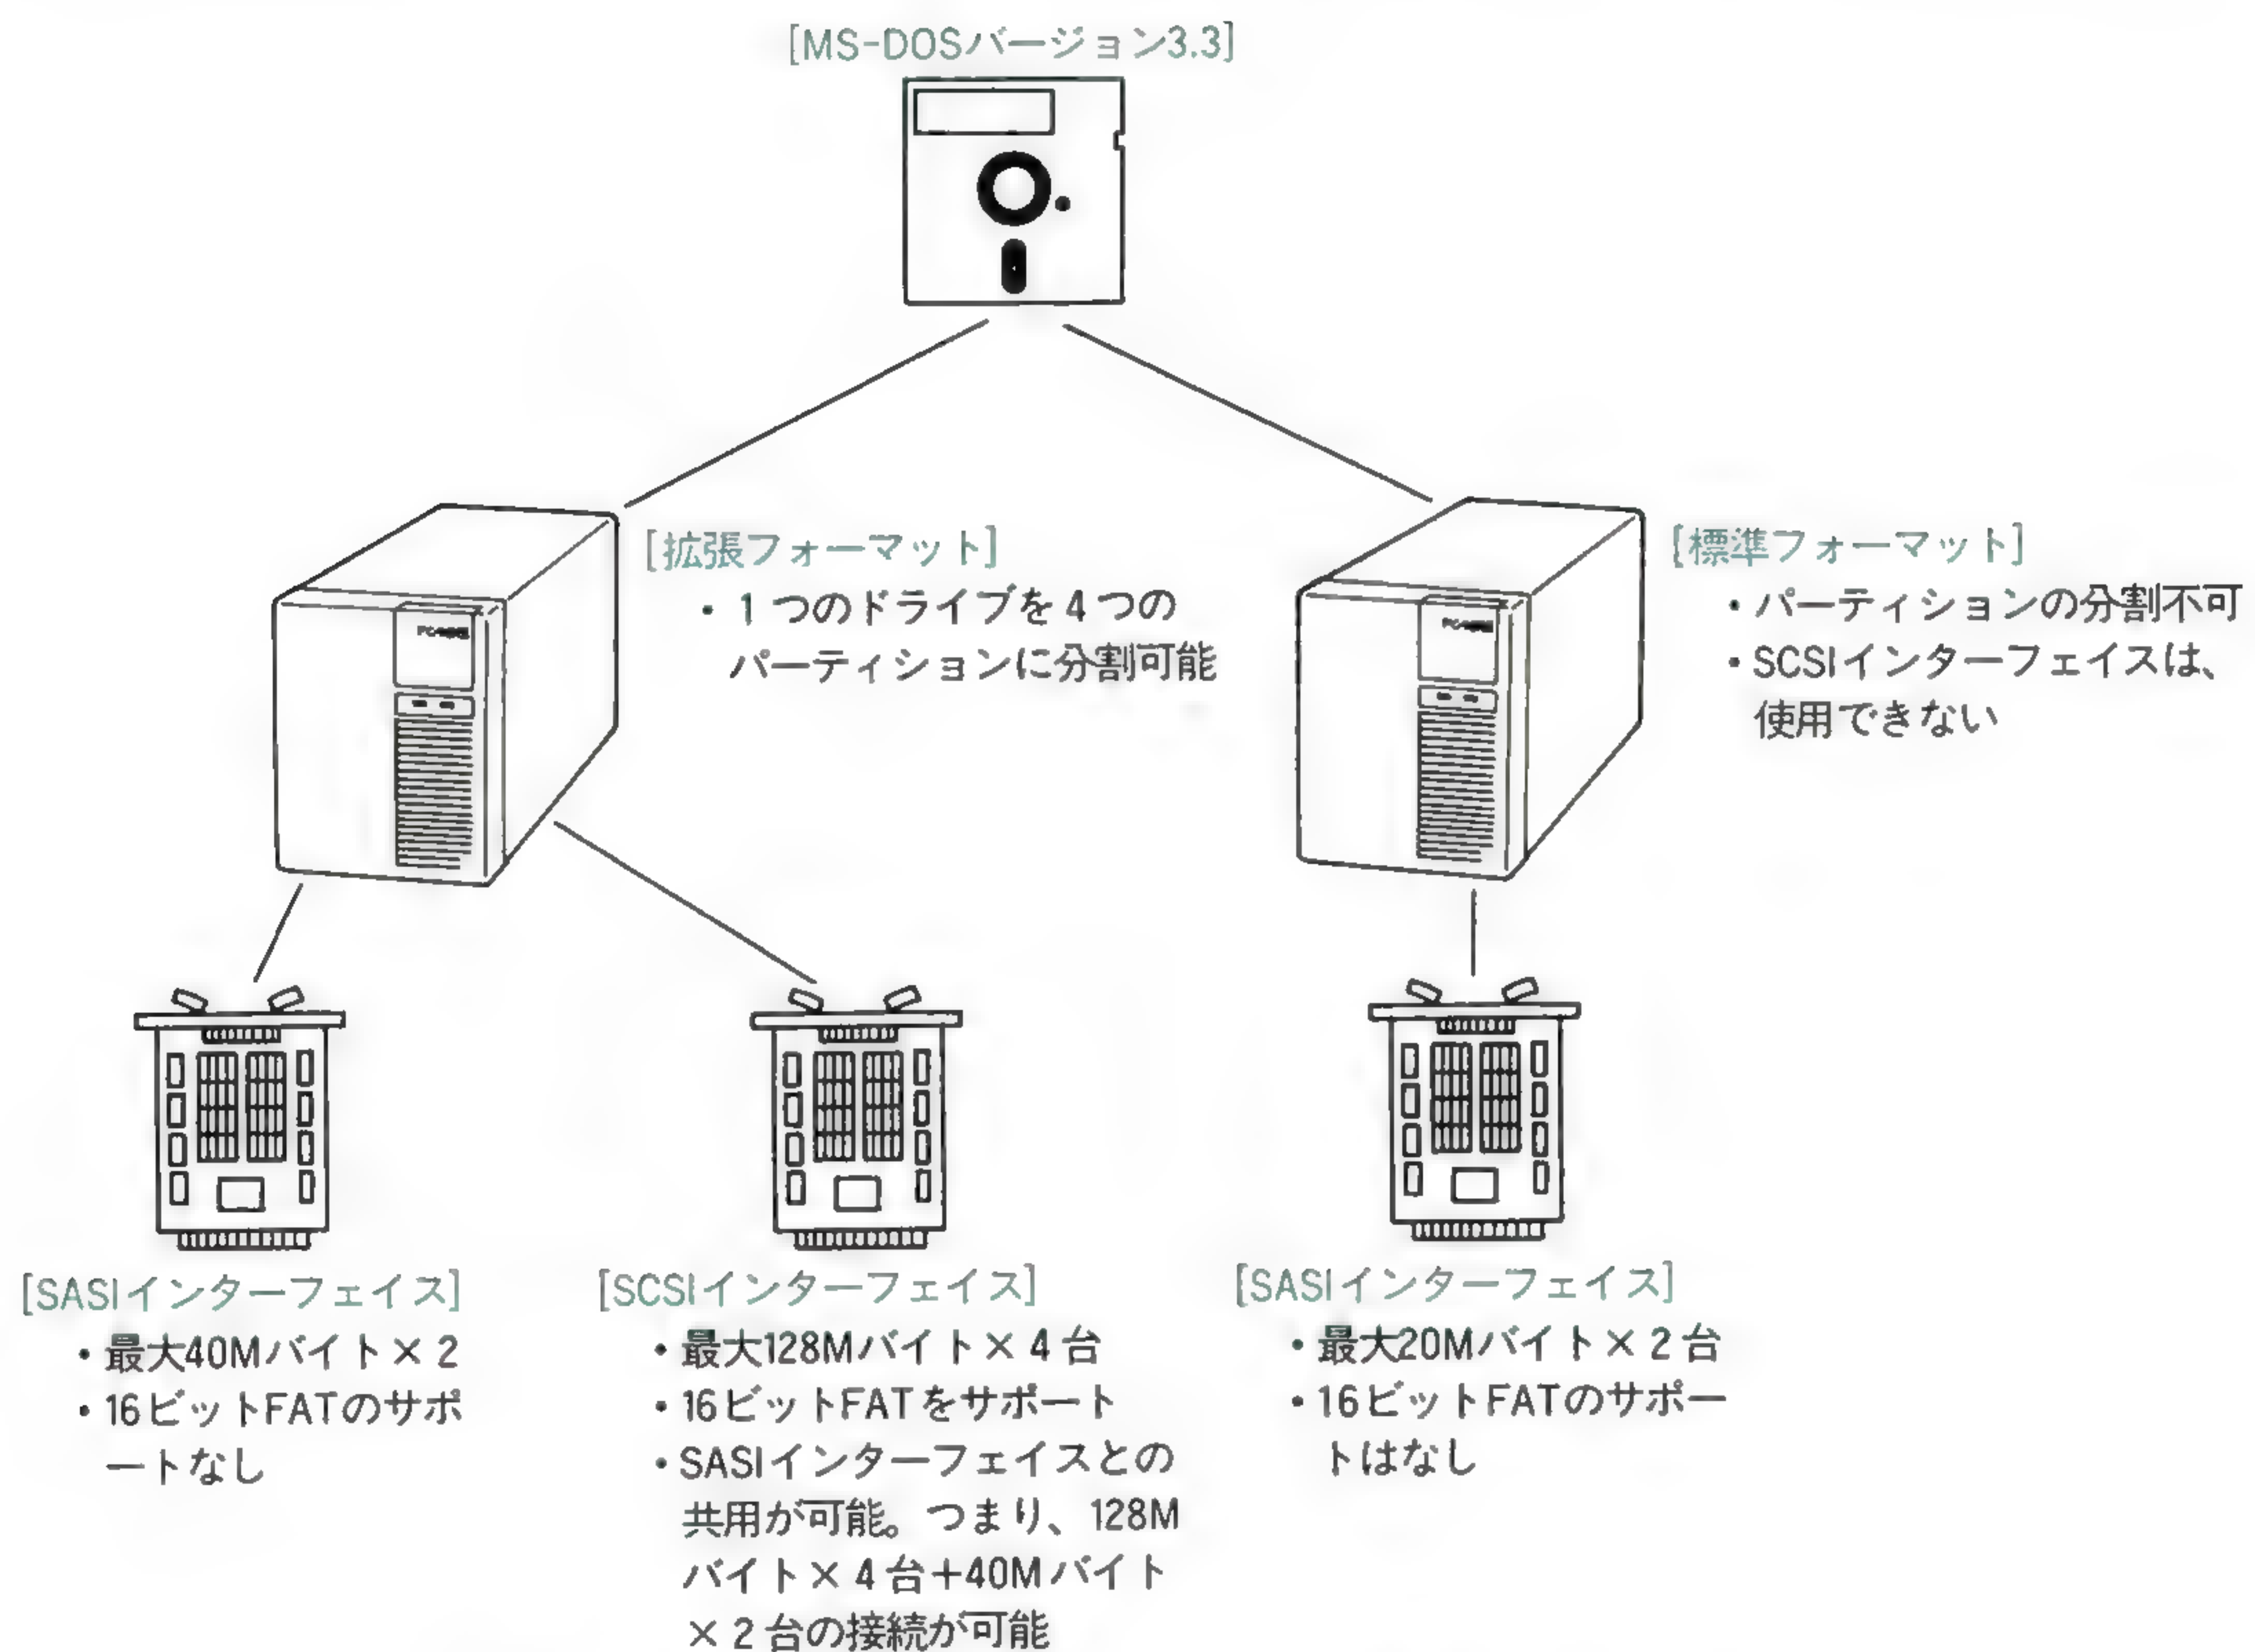 [MS-DOSバージョン3.3]
[拡張フォーマット]
・1つのドライブを4つの
パーティションに分割可能
[標準フォーマット]
・パーティションの分割不可
・SCSIインターフェイスは、
使用できない
[SASIインターフェイス]
・最大40Mバイト×2
・16ビットFATのサポ
ートなし
[SCSIインターフェイス]
・最大128Mバイト×4台
・16ビットFATをサポート
・SASIインターフェイスとの
共用が可能。つまり、128M
バイト×4台+40Mバイト
×2台の接続が可能
[SASIインターフェイス]
・最大20Mバイト×2台
・16ビットFATのサポー
トはなし